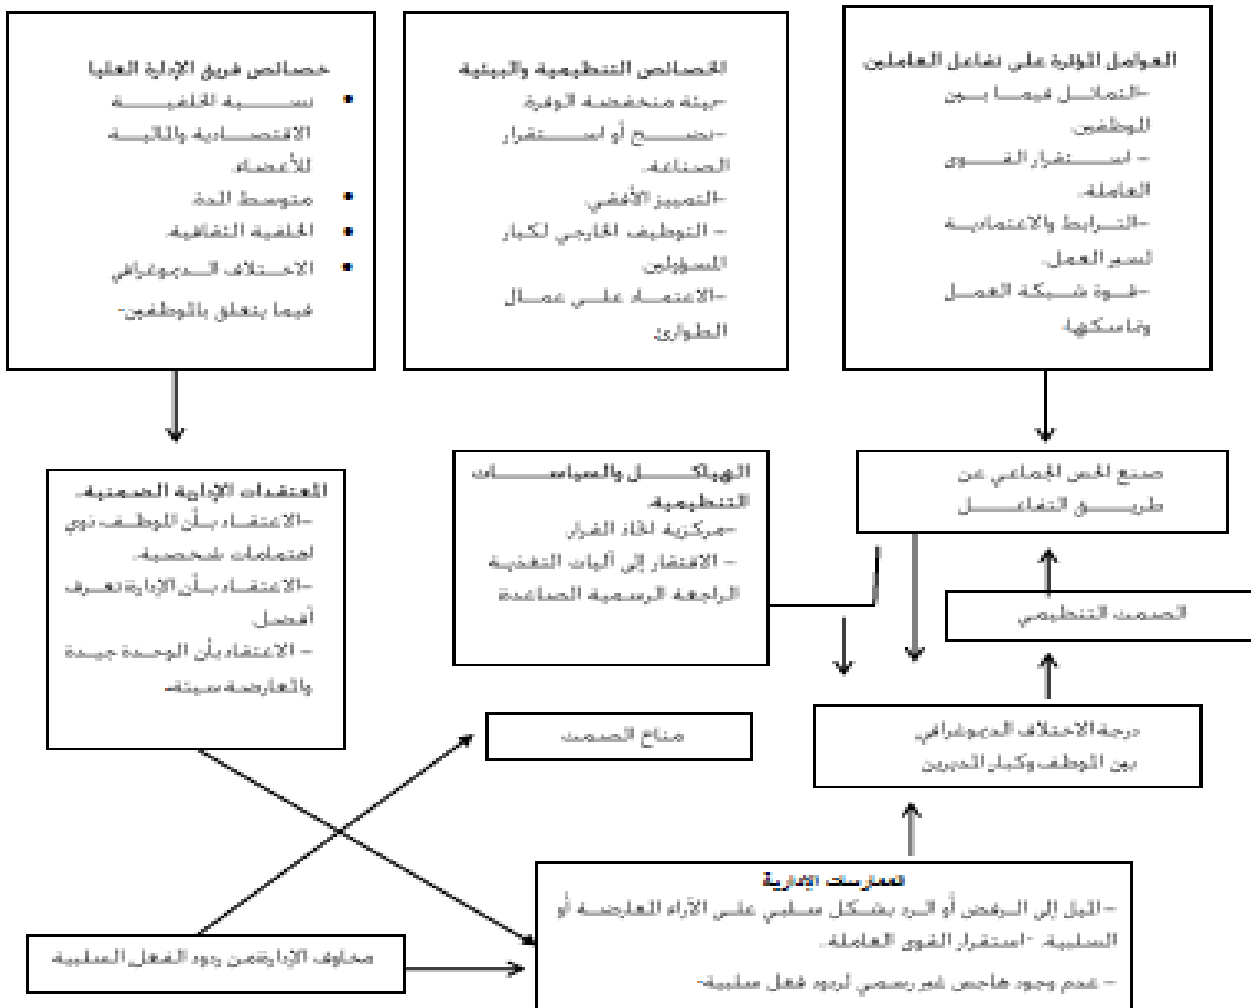 العوامل المؤثرة على تفاعل العاملين
-التماثل فيما بين
الموظفين.
- استقرار القوى
العاملة.
-الترابط والاعتمادية
لسير العمل.
-قوة شبكة العمل
وتماسكها
الخصائص التنظيمية والبيئية
-بيئة منخفضة الوفرة.
-نضج أو استقرار
الصناعة.
-التمييز الأفقي.
- التوظيف الخارجي لكبار
المسؤولين.
-الاعتماد على عمال
الطوارئ.
خصائص فريق الإدارة العليا
• نسبة الخلفية
الاقتصادية والمالية
للأعضاء.
• متوسط المدة.
• الخلفية الثقافية.
• الاختلاف الديموغرافي
فيما يتعلق بالموظفين-
صنع الحس الجماعي عن
طريق التفاعل
الهياكل والسياسات
التنظيمية.
-مركزية اتخاذ القرار
- الافتقار إلى آليات التغذية
الراجعة الرسمية الصاعدة
المعتقدات الإدارية الضمنية.
-الاعتقاد بأن الموظف ذوي
اهتمامات شخصية.
-الاعتقاد بأن الإدارة تعرف
أفضل.
- الاعتقاد بأن الوحدة جيدة
والمعارضة سيئة.
الصمت التنظيمي
درجة الاختلاف الديموغرافي
بين الموظف وكبار المديرين
مناخ الصمت
الممارسات الإدارية
-الميل إلى الرفض أو الرد بشكل سلبي على الآراء المعارضة أو
السلبية. -استقرار القوى العاملة.
- عدم وجود هاجس غير رسمي لردود فعل سلبية-
مخاوف الإدارة من ردود الفعل السلبية